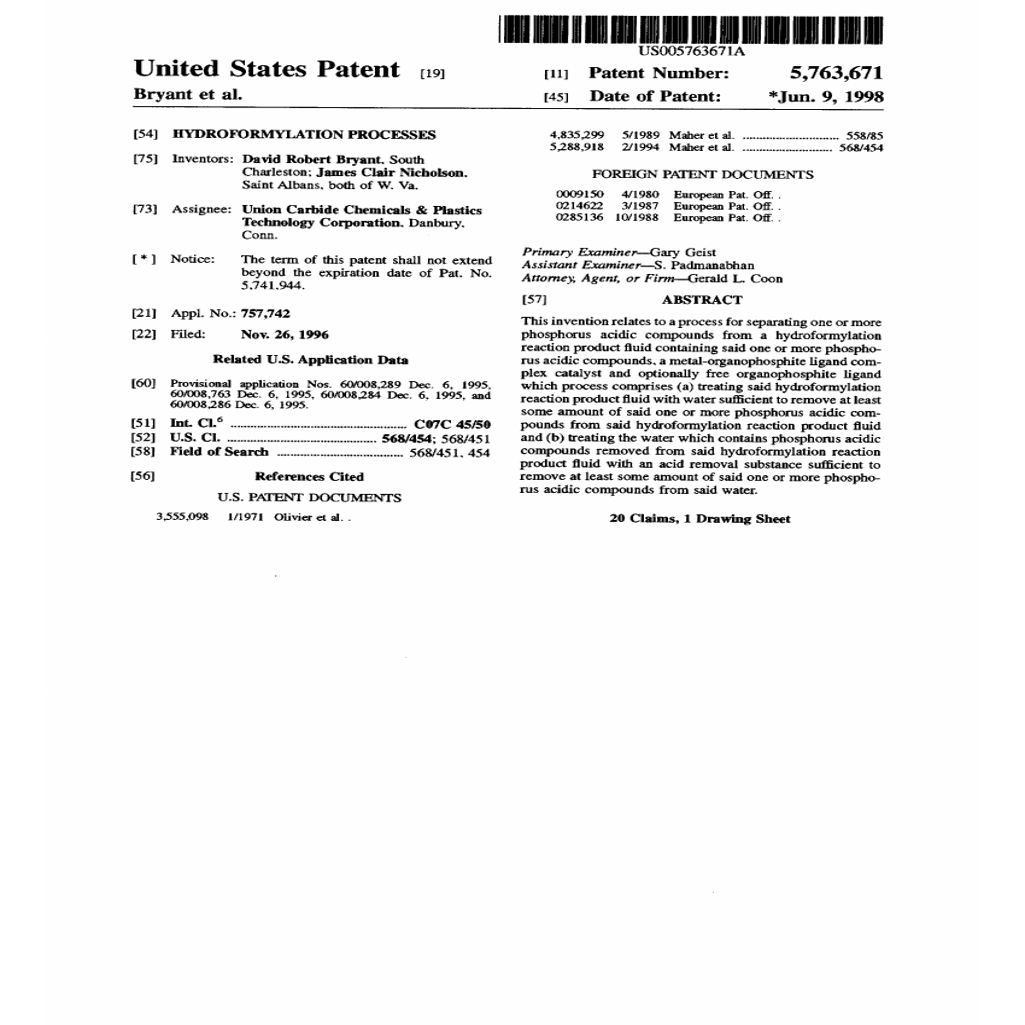 US005763671A
United States Patent [19]
Bryant et al.
[11] Patent Number: 5,763,671
[45] Date of Patent: *Jun. 9, 1998
[54] HYDROFORMYLATION PROCESSES
[75] Inventors: David Robert Bryant, South
Charleston; James Clair Nicholson,
Saint Albans, both of W. Va.
[73] Assignee: Union Carbide Chemicals & Plastics
Technology Corporation, Danbury,
Conn.
[*] Notice: The term of this patent shall not extend
beyond the expiration date of Pat. No.
5,741,944.
[21] Appl. No.: 757,742
[22] Filed: Nov. 26, 1996
Related U.S. Application Data
[60] Provisional application Nos. 60/008,289 Dec. 6, 1995,
60/008,763 Dec. 6, 1995, 60/008,284 Dec. 6, 1995, and
60/008,286 Dec. 6, 1995.
[51] Int. Cl.6 .................................................. C07C 45/50
[52] U.S. Cl. .......................................... 568/454; 568/451
[58] Field of Search ................................... 568/451, 454
[56] References Cited
U.S. PATENT DOCUMENTS
3,555,098 1/1971 Olivier et al. .
4,835,299 5/1989 Maher et al. ............................. 558/85
5,288,918 2/1994 Maher et al. ........................... 568/454
FOREIGN PATENT DOCUMENTS
0009150 4/1980 European Pat. Off. .
0214622 3/1987 European Pat. Off. .
0285136 10/1988 European Pat. Off. .
Primary Examiner—Gary Geist
Assistant Examiner—S. Padmanabhan
Attorney, Agent, or Firm—Gerald L. Coon
[57] ABSTRACT
This invention relates to a process for separating one or more
phosphorus acidic compounds from a hydroformylation
reaction product fluid containing said one or more phospho-
rus acidic compounds, a metal-organophosphite ligand com-
plex catalyst and optionally free organophosphite ligand
which process comprises (a) treating said hydroformylation
reaction product fluid with water sufficient to remove at least
some amount of said one or more phosphorus acidic com-
pounds from said hydroformylation reaction product fluid
and (b) treating the water which contains phosphorus acidic
compounds removed from said hydroformylation reaction
product fluid with an acid removal substance sufficient to
remove at least some amount of said one or more phospho-
rus acidic compounds from said water.
20 Claims, 1 Drawing Sheet